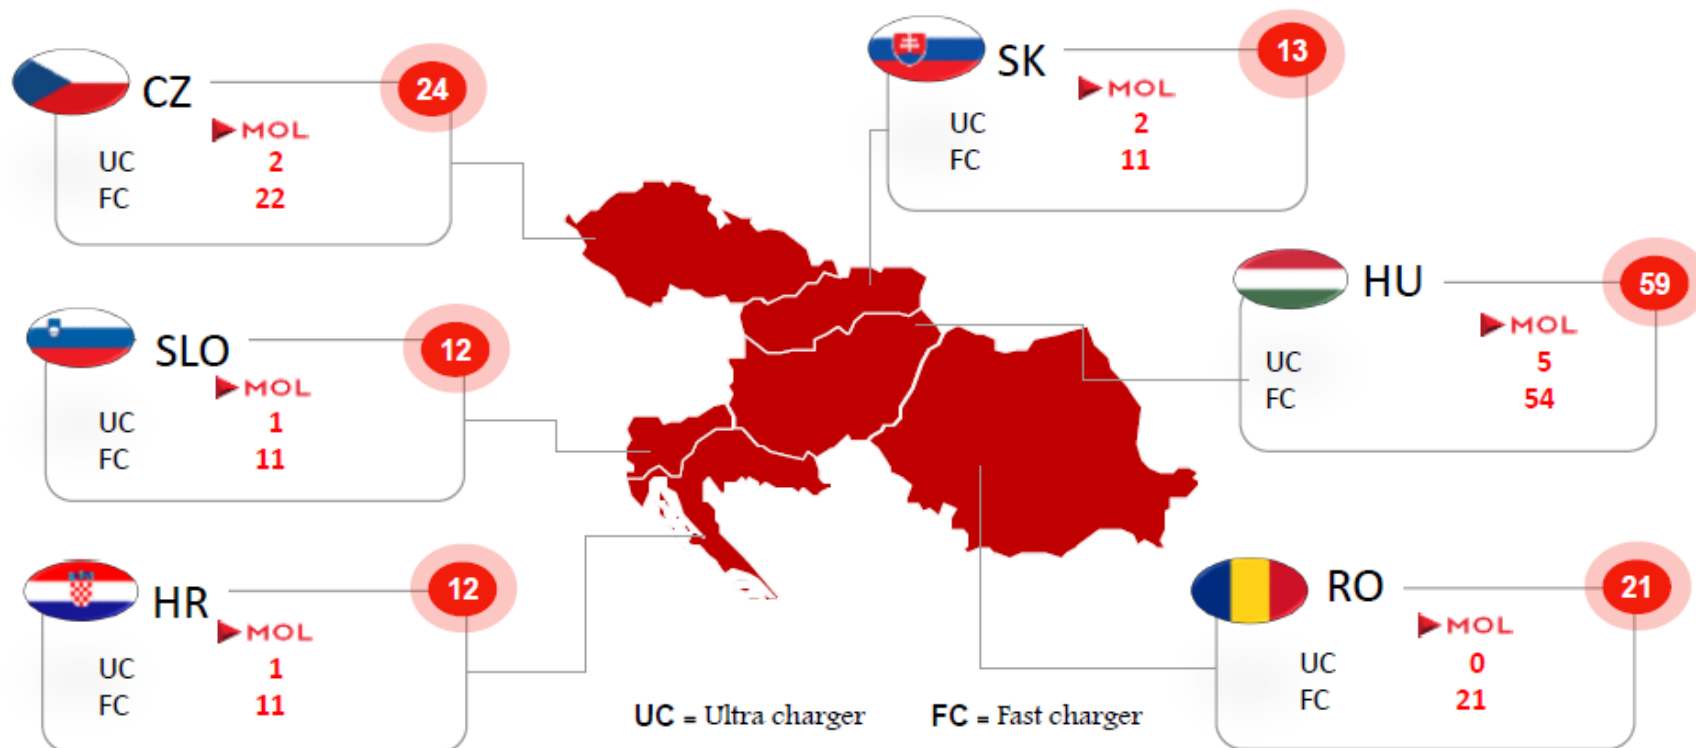 CZ 24
MOL
UC 2
FC 22
SK 13
MOL
UC 2
FC 11
SLO 12
MOL
UC 1
FC 11
HU 59
MOL
UC 5
FC 54
HR 12
MOL
UC 1
FC 11
RO 21
MOL
UC 0
FC 21
UC = Ultra charger FC = Fast charger